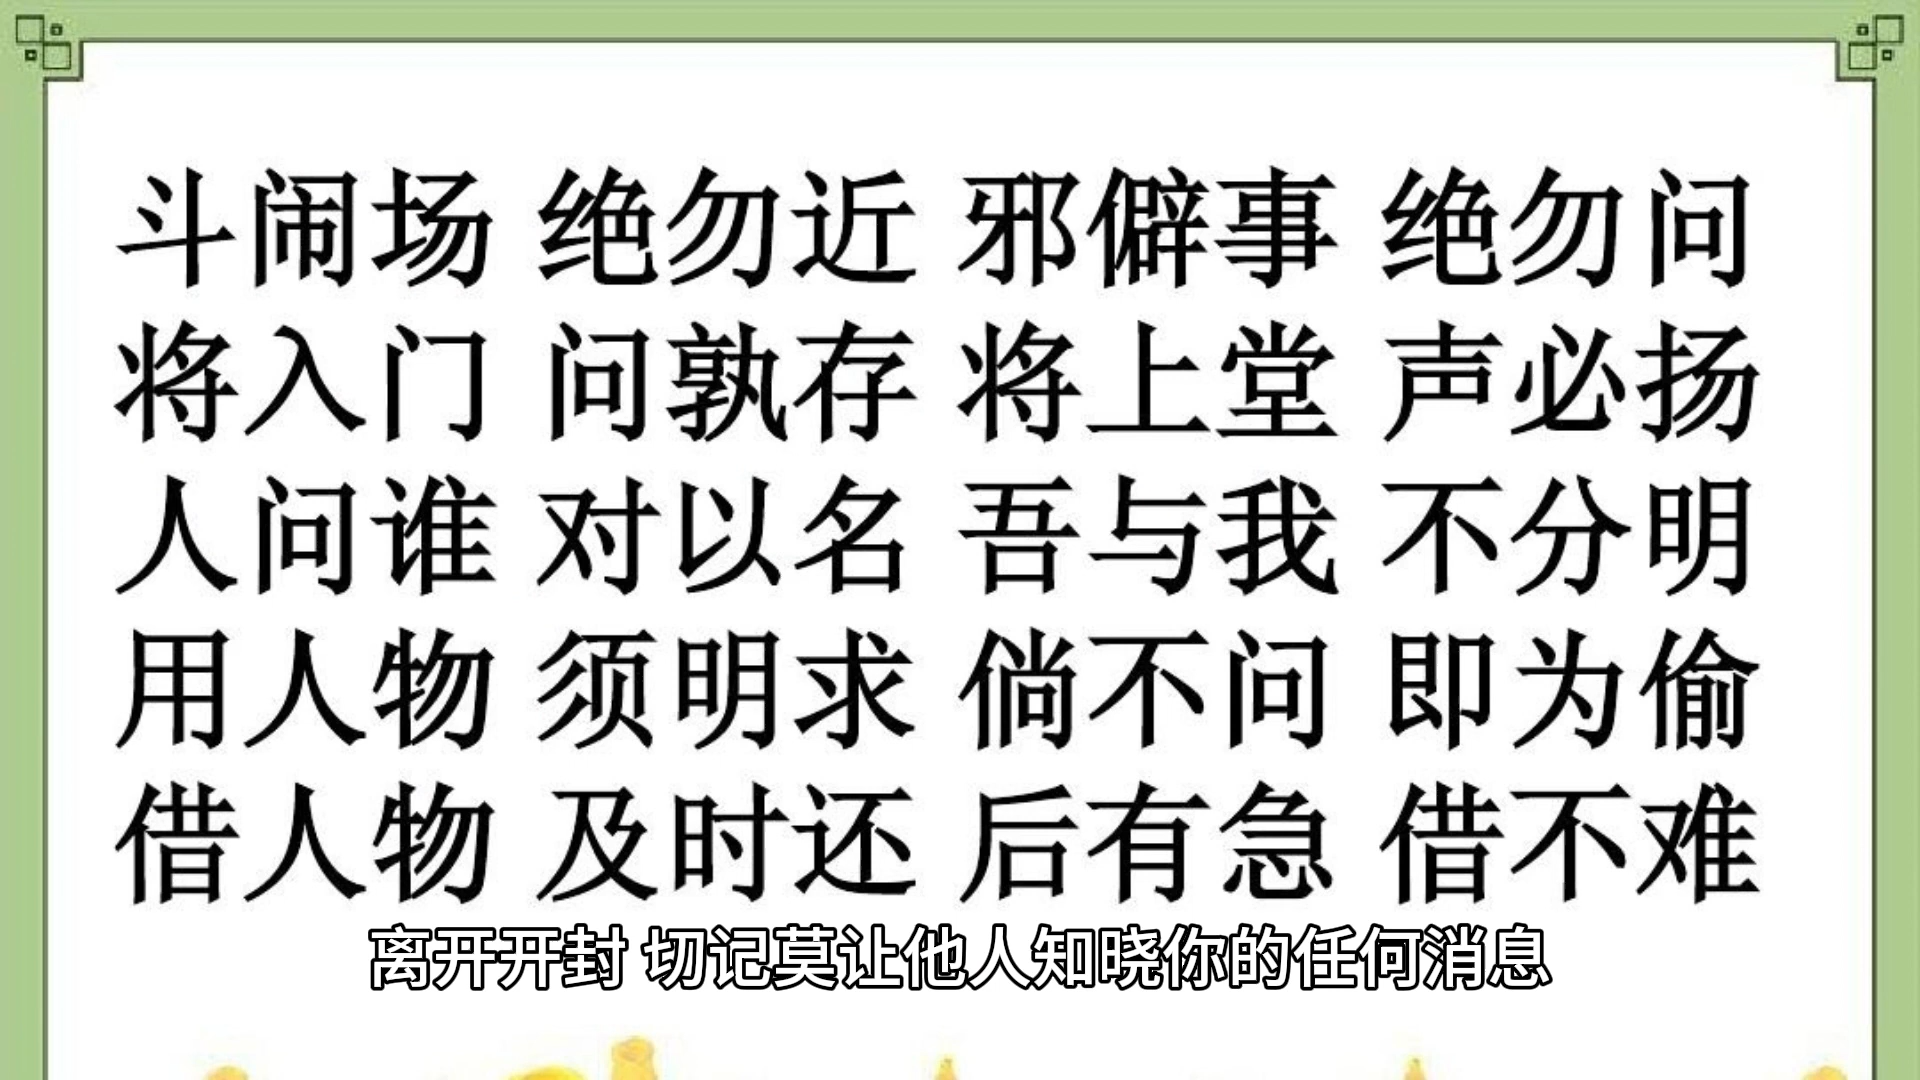 斗闹场 绝勿近 邪僻事 绝勿问
将入门 问孰存 将上堂 声必扬
人问谁 对以名 吾与我 不分明
用人物 须明求 倘不问 即为偷
借人物 及时还 后有急 借不难
离开开封 切记莫让他人知晓你的任何消息